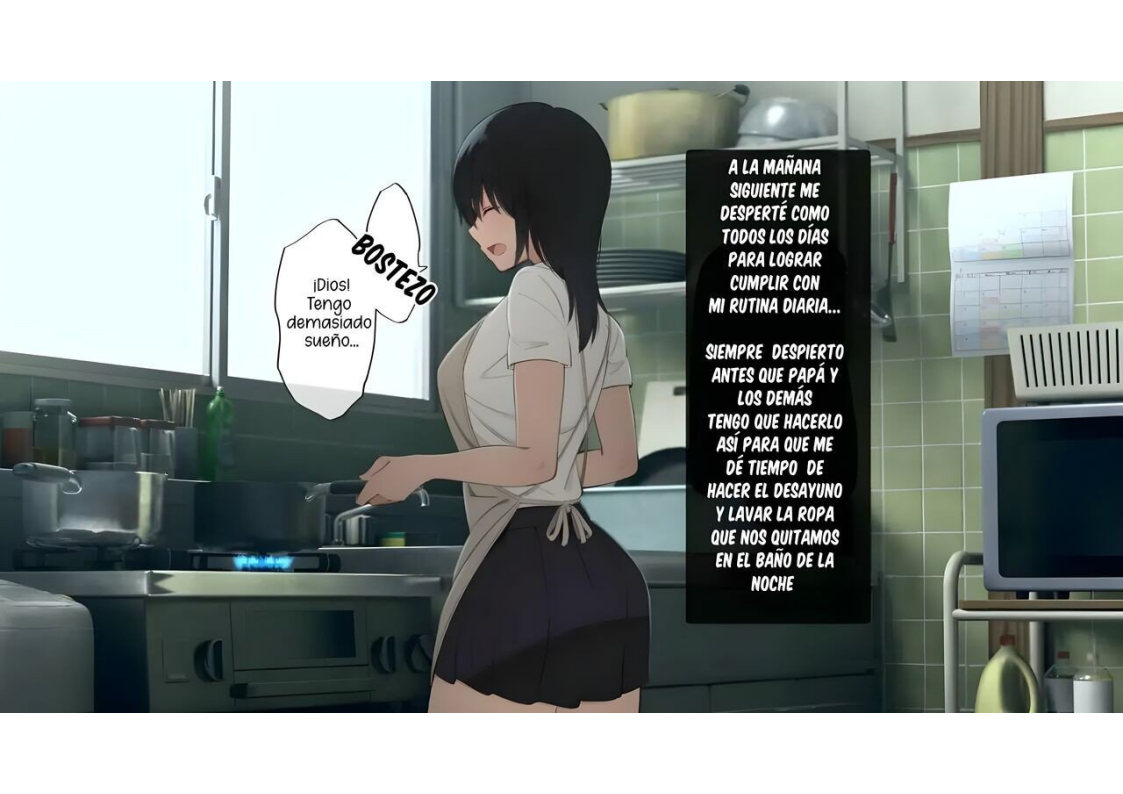 BOSTEZO
¡Dios!
Tengo
demasiado
sueño...
A LA MAÑANA
SIGUIENTE ME
DESPERTÉ COMO
TODOS LOS DÍAS
PARA LOGRAR
CUMPLIR CON
MI RUTINA DIARIA...
SIEMPRE DESPIERTO
ANTES QUE PAPÁ Y
LOS DEMÁS
TENGO QUE HACERLO
ASÍ PARA QUE ME
DÉ TIEMPO DE
HACER EL DESAYUNO
Y LAVAR LA ROPA
QUE NOS QUITAMOS
EN EL BAÑO DE LA
NOCHE